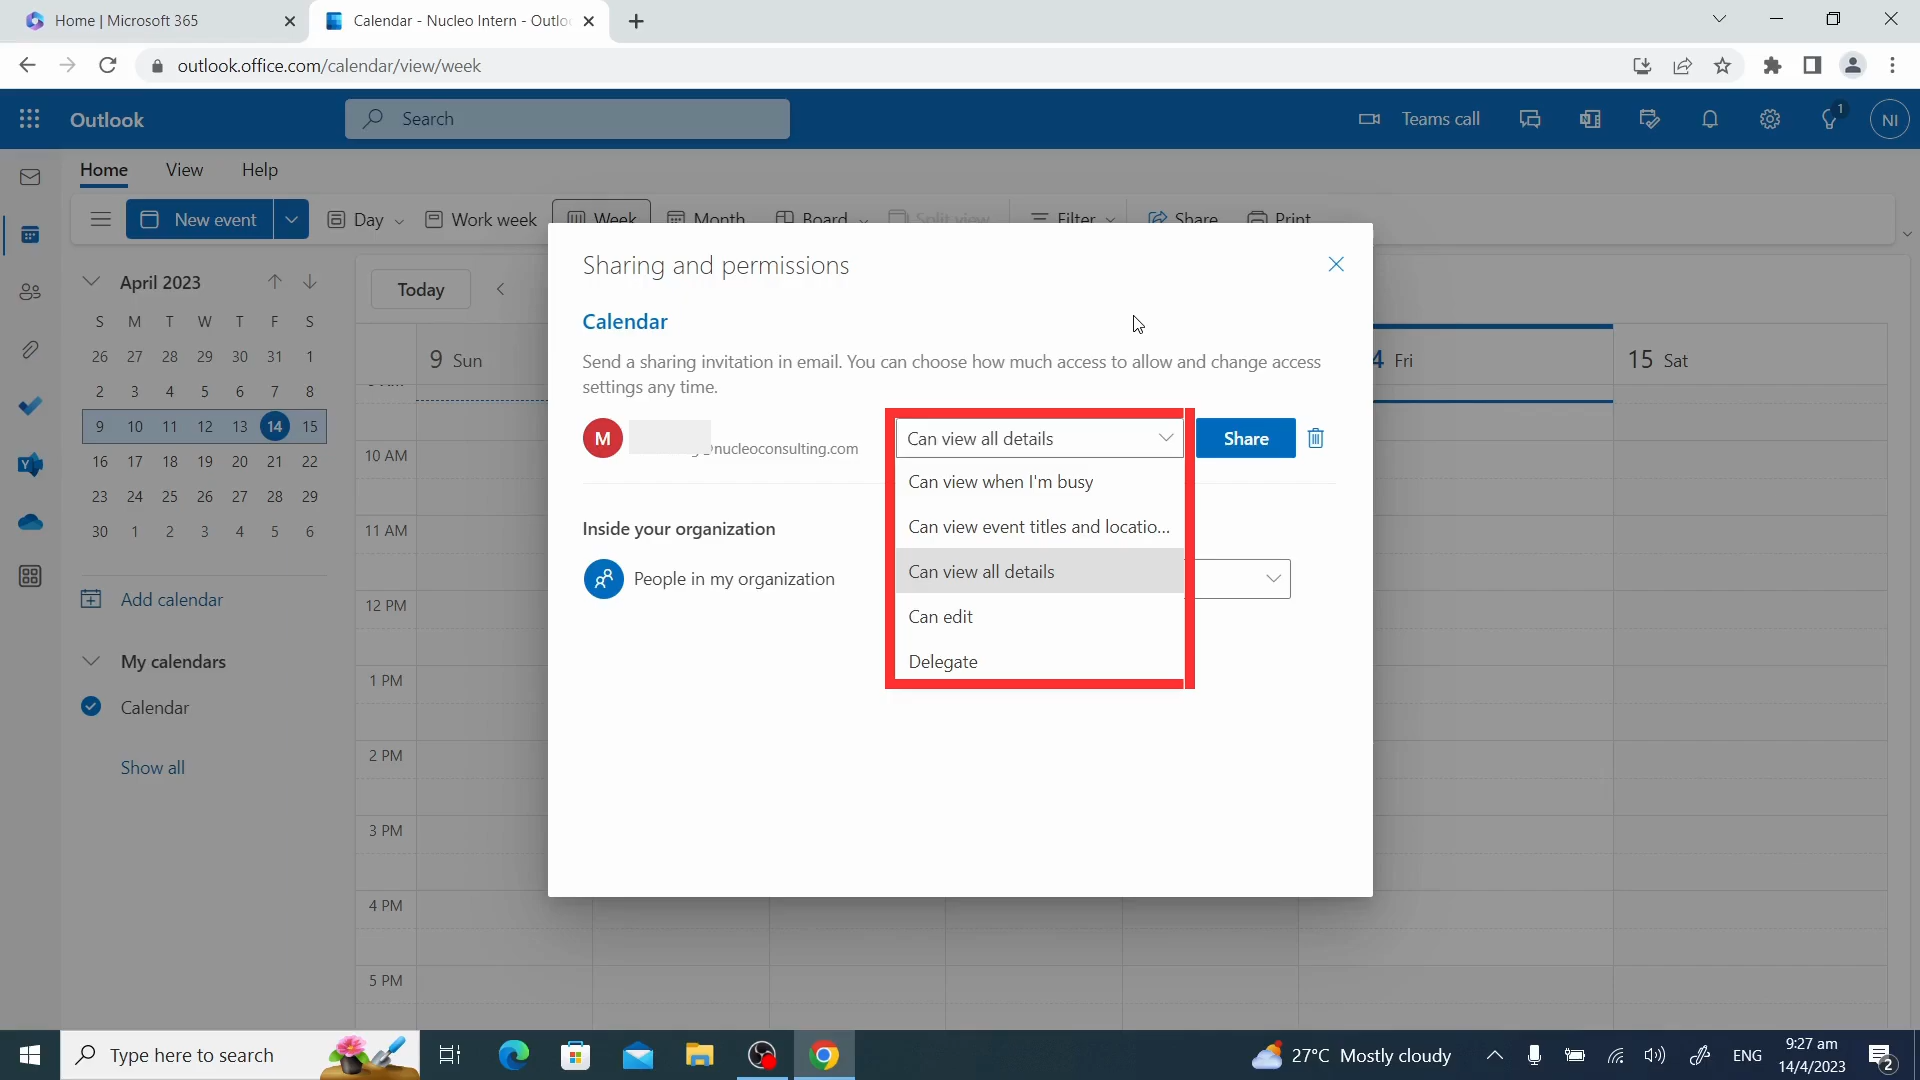 Home | Microsoft 365
Calendar - Nucleo Intern - Outlo
outlook.office.com/calendar/view/week
Outlook
Search
Teams call
1
NI
Home View Help
New event Day Work week Week Month Board Split view Filter Share Print
April 2023
S M T W T F S
26 27 28 29 30 31 1
2 3 4 5 6 7 8
9 10 11 12 13 14 15
16 17 18 19 20 21 22
23 24 25 26 27 28 29
30 1 2 3 4 5 6
Add calendar
My calendars
Calendar
Show all
Today
9 Sun
4 Fri
15 Sat
10 AM
11 AM
12 PM
1 PM
2 PM
3 PM
4 PM
5 PM
Sharing and permissions
Calendar
Send a sharing invitation in email. You can choose how much access to allow and change access
settings any time.
M
nucleoconsulting.com
Can view all details
Share
Can view when I'm busy
Can view event titles and locatio...
Can view all details
Can edit
Delegate
Inside your organization
People in my organization
Type here to search
27°C Mostly cloudy
ENG
9:27 am
14/4/2023
2